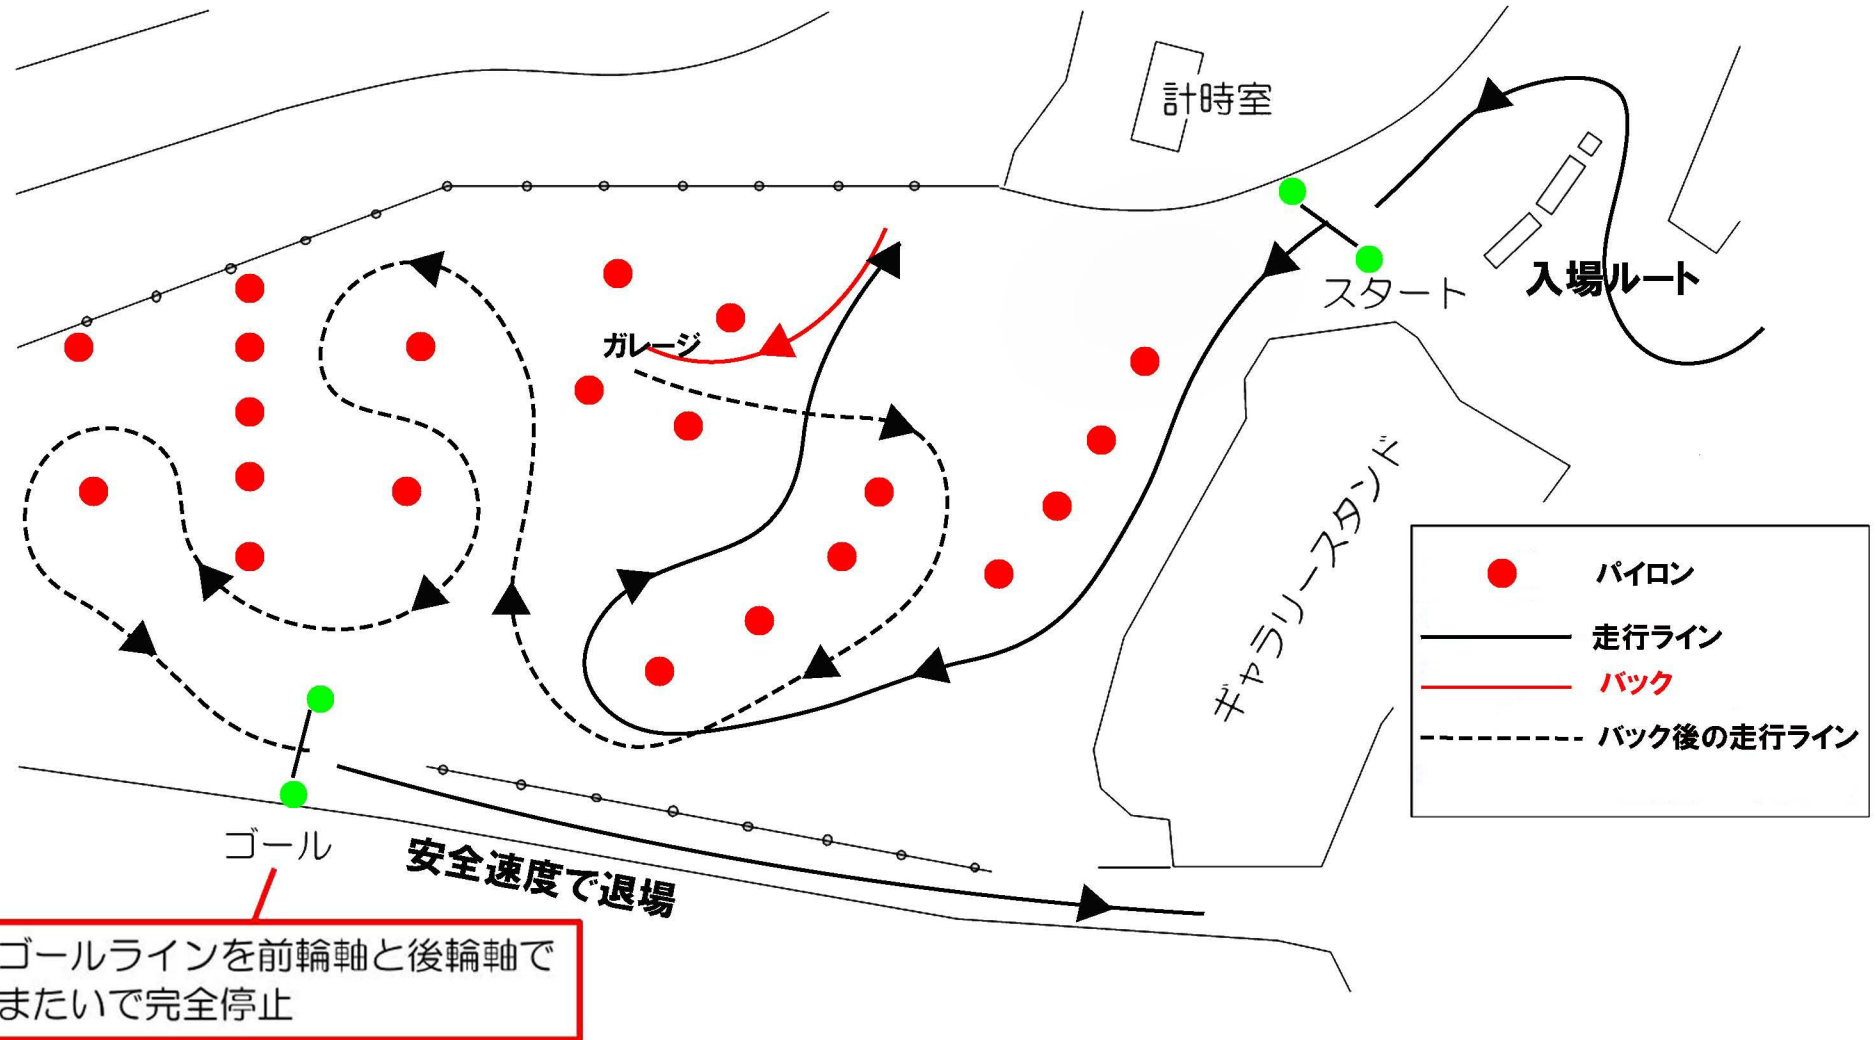 計時室
スタート
入場ルート
ガレージ
ギャラリースタンド
パイロン
走行ライン
バック
バック後の走行ライン
ゴール
安全速度で退場
ゴールラインを前輪軸と後輪軸で
またいで完全停止